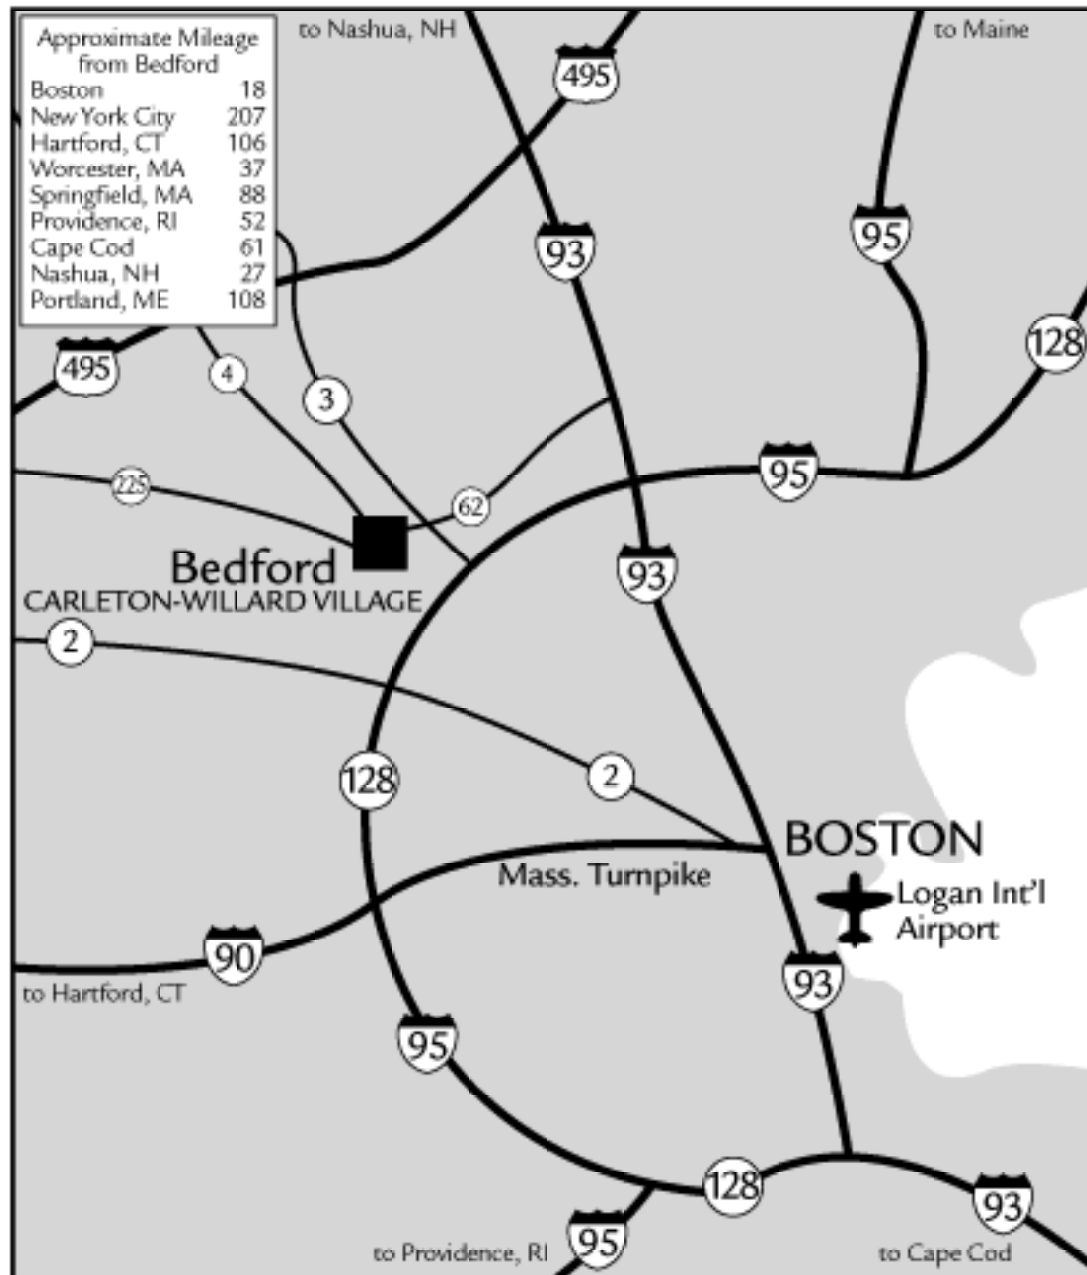 Approximate Mileage
from Bedford
Boston 18
New York City 207
Hartford, CT 106
Worcester, MA 37
Springfield, MA 88
Providence, RI 52
Cape Cod 61
Nashua, NH 27
Portland, ME 108
to Nashua, NH
to Maine
495
93
95
128
495
4
3
95
225
62
Bedford
CARLETON-WILLARD VILLAGE
93
2
128
2
BOSTON
Mass. Turnpike
Logan Int'l
Airport
90
93
to Hartford, CT
95
128
93
95
to Providence, RI
to Cape Cod